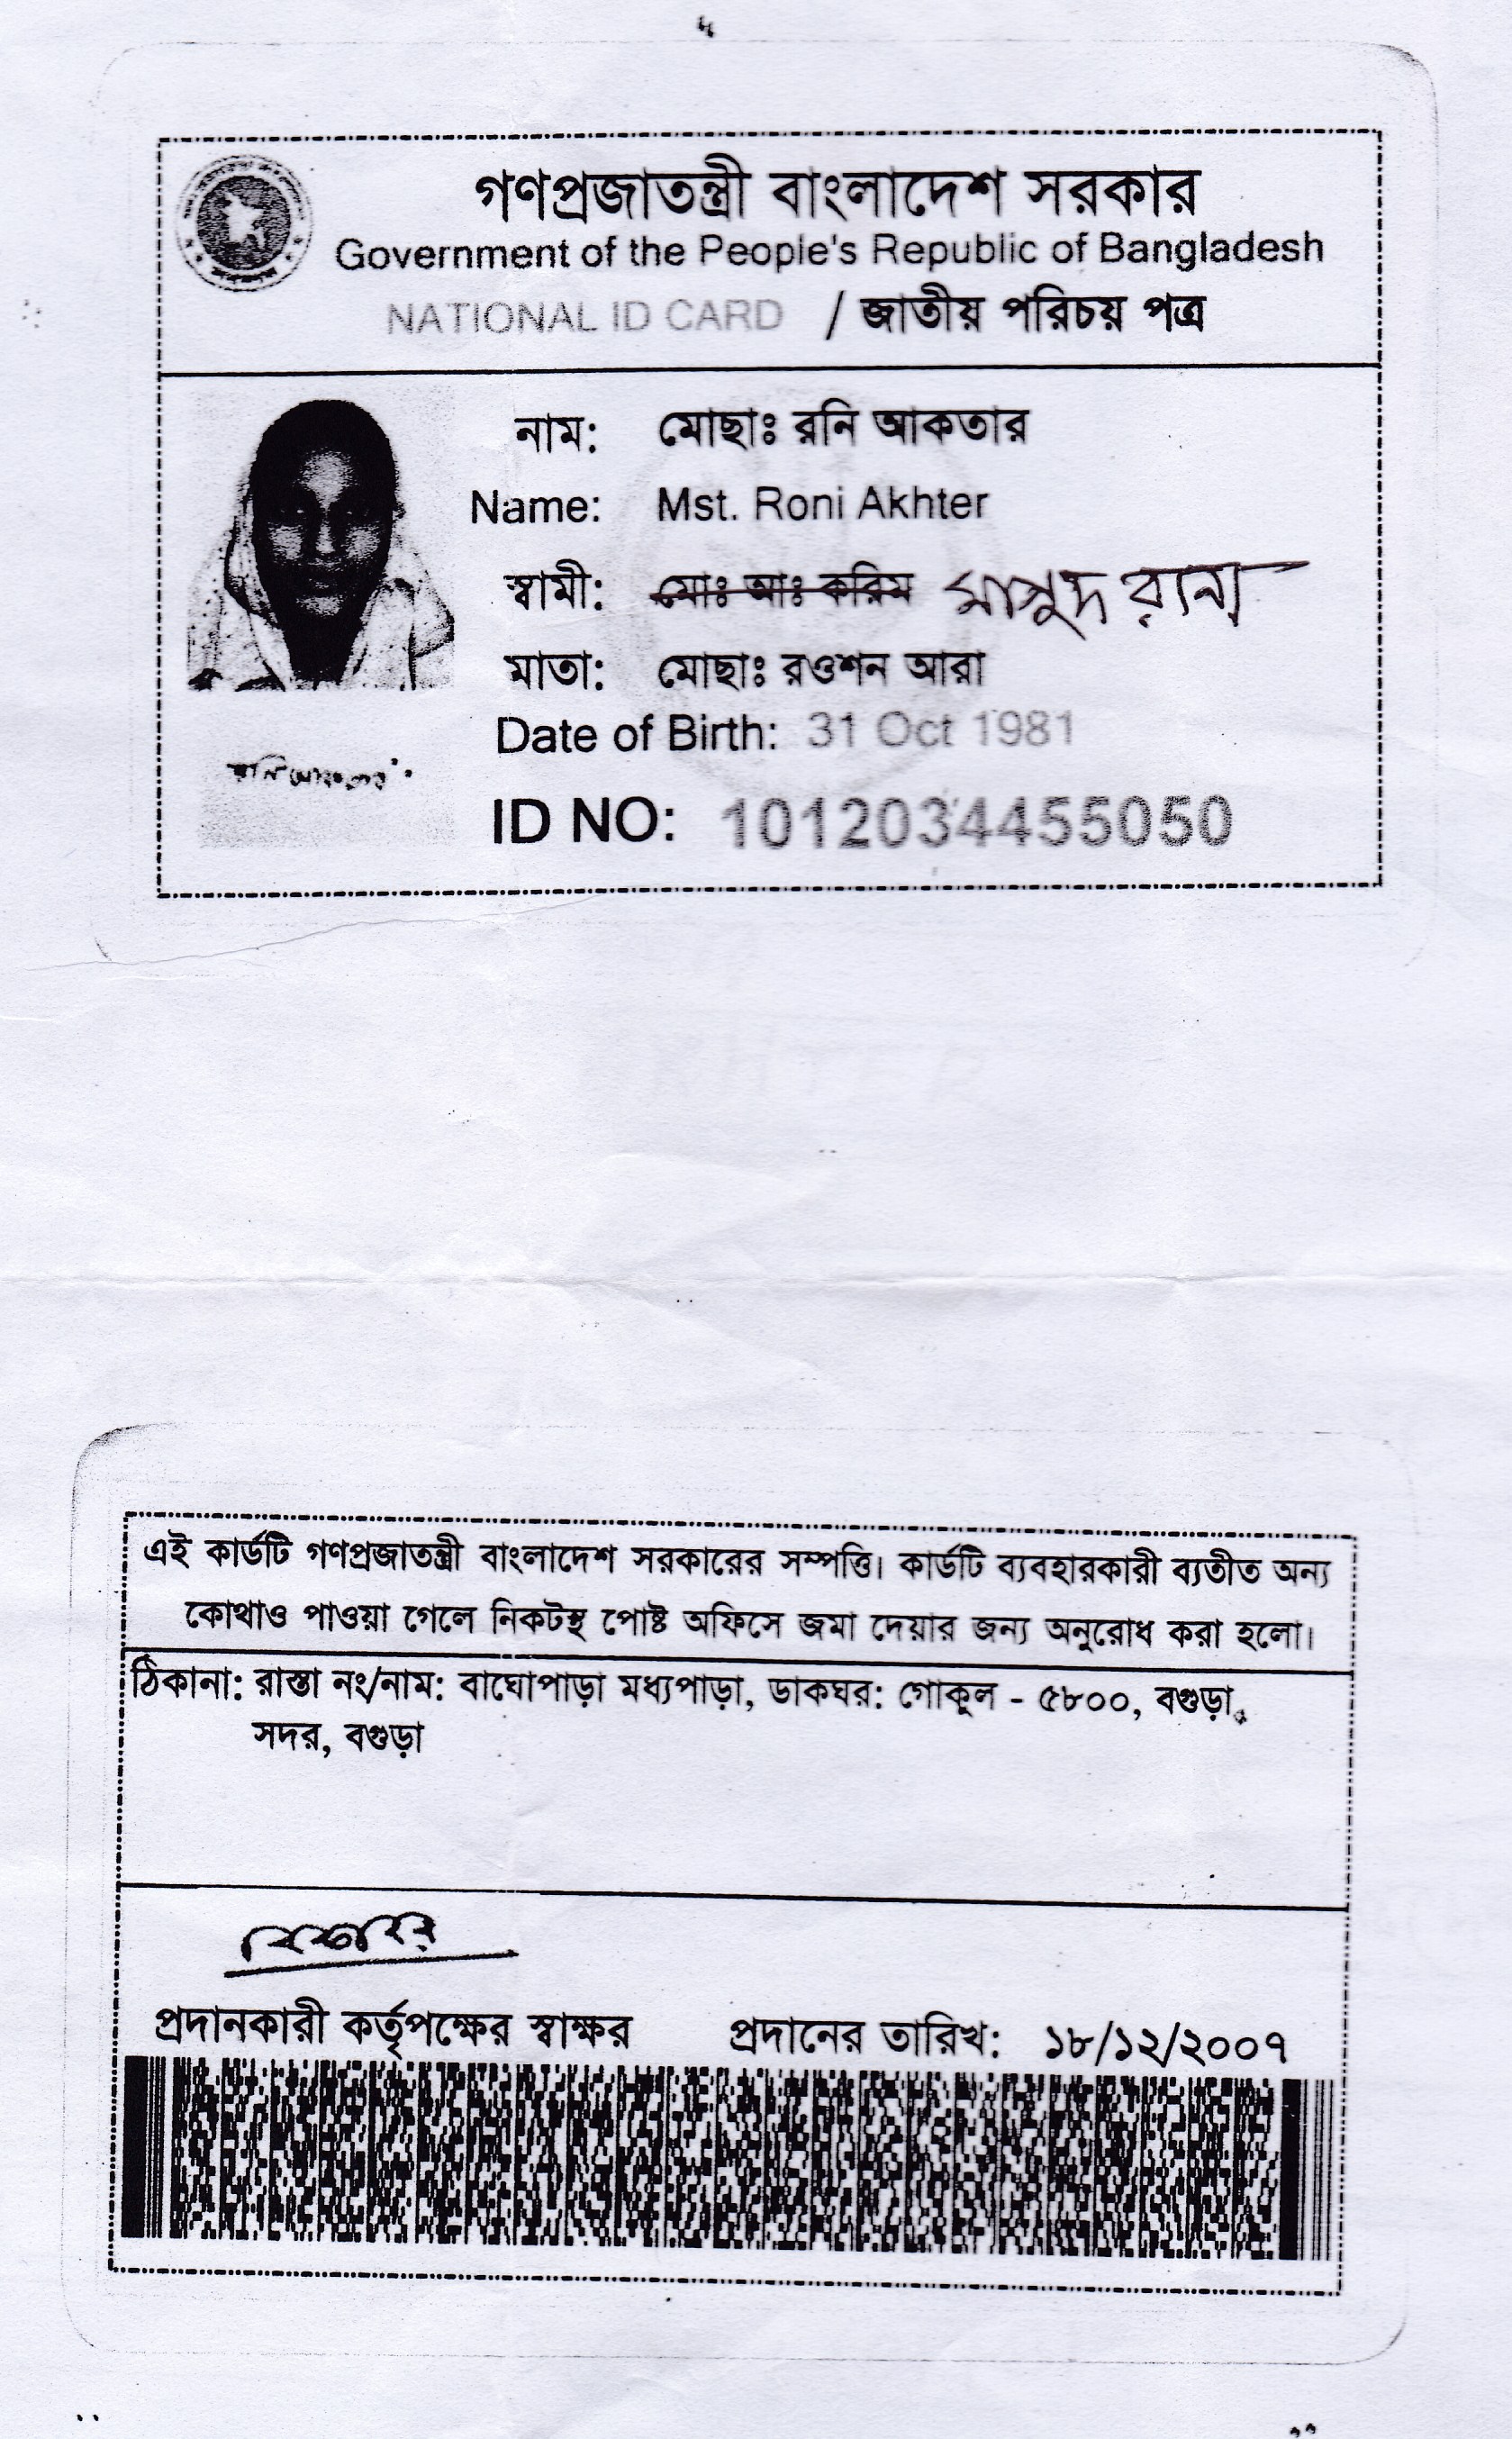 গণপ্রজাতন্ত্রী বাংলাদেশ সরকার
Government of the People's Republic of Bangladesh
NATIONAL ID CARD / জাতীয় পরিচয় পত্র
নাম: মোছাঃ রনি আকতার
Name: Mst. Roni Akhter
স্বামী: মোঃ আঃ করিম মাসুদ রানা
মাতা: মোছাঃ রওশন আরা
Date of Birth: 31 Oct 1981
রনি আকতার
ID NO: 1012034455050
এই কার্ডটি গণপ্রজাতন্ত্রী বাংলাদেশ সরকারের সম্পত্তি। কার্ডটি ব্যবহারকারী ব্যতীত অন্য
কোথাও পাওয়া গেলে নিকটস্থ পোষ্ট অফিসে জমা দেয়ার জন্য অনুরোধ করা হলো।
ঠিকানা: রাস্তা নং/নাম: বাঘোপাড়া মধ্যপাড়া, ডাকঘর: গোকুল - ৫৮০০, বগুড়া
সদর, বগুড়া
প্রদানকারী কর্তৃপক্ষের স্বাক্ষর প্রদানের তারিখ: ১৮/১২/২০০৭